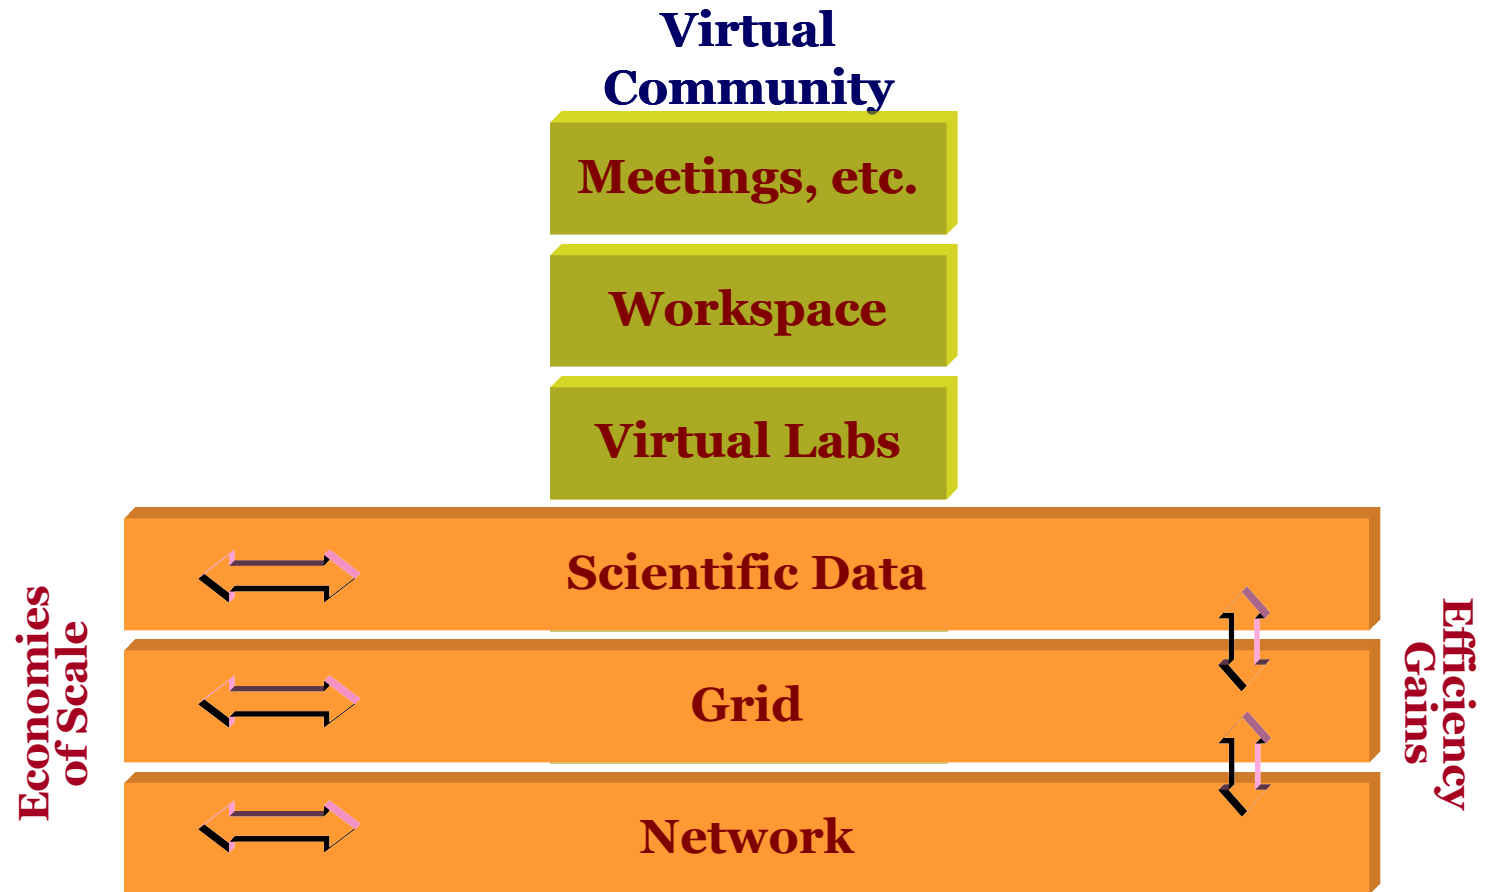 Virtual
Community
Meetings, etc.
Workspace
Virtual Labs
Scientific Data
Grid
Network
Economies
of Scale
Efficiency
Gains